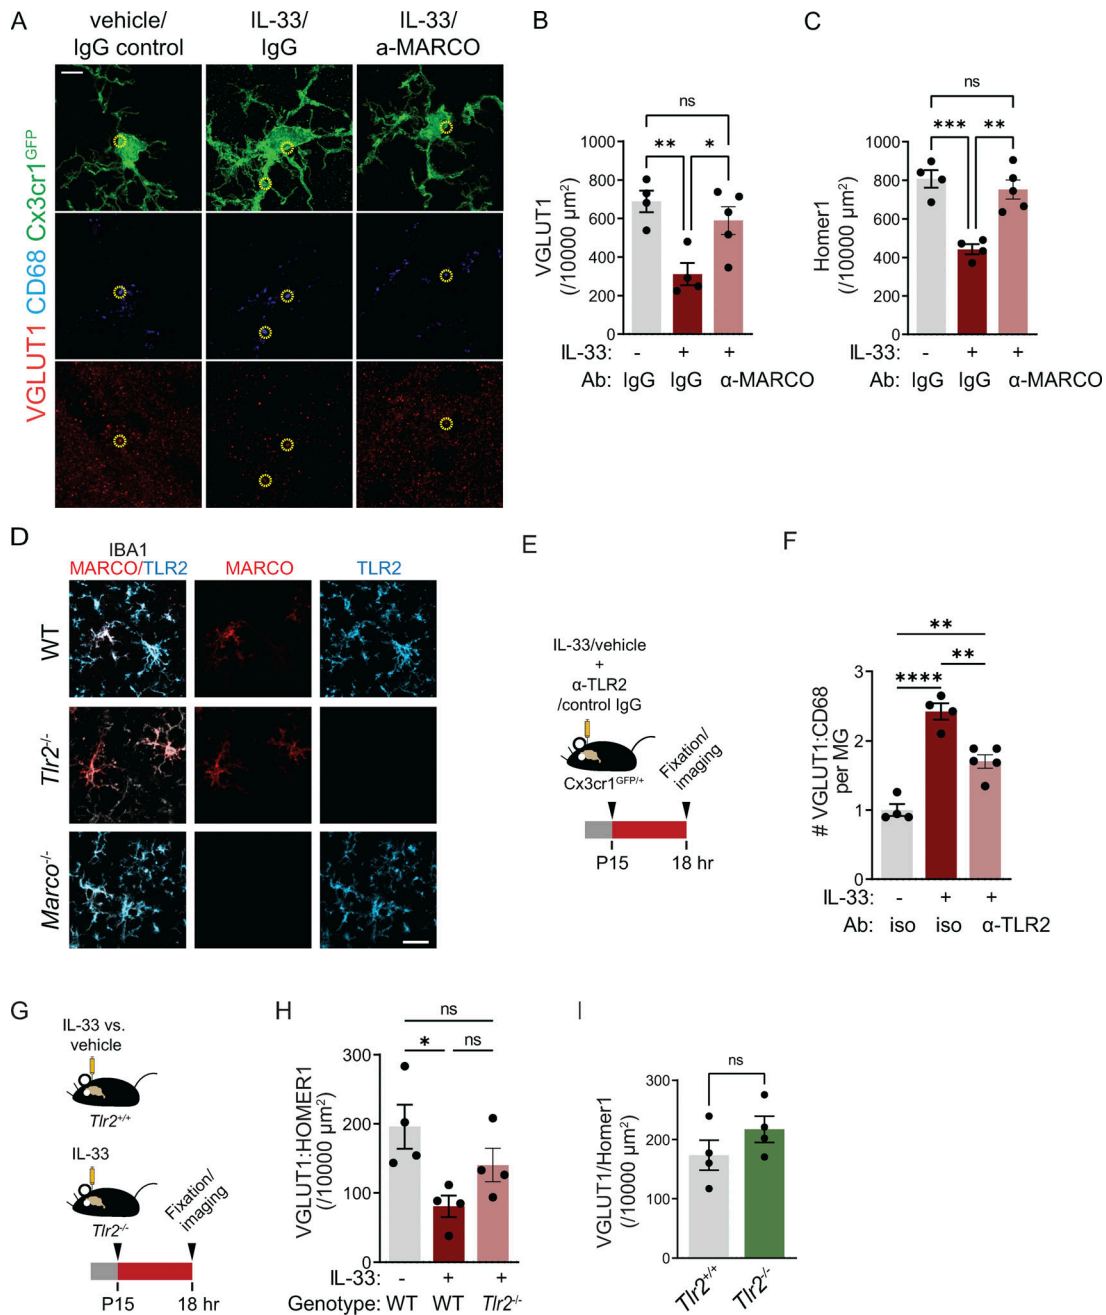 A
vehicle/
IgG control
IL-33/
IgG
IL-33/
a-MARCO
VGLUT1 CD68 Cx3cr1GFP
B
ns
**
*
1000
800
600
400
200
0
VGLUT1
(/10000 µm²)
IL-33: - + +
Ab: IgG IgG α-MARCO
C
ns
***
**
1000
800
600
400
200
0
Homer1
(/10000 µm²)
IL-33: - + +
Ab: IgG IgG α-MARCO
D
IBA1
MARCO/TLR2
MARCO
TLR2
WT
Tlr2-/-
Marco-/-
E
IL-33/vehicle
+
α-TLR2
/control IgG
Cx3cr1GFP/+
Fixation/
imaging
P15
18 hr
F
**
****
**
3
2
1
0
# VGLUT1:CD68
per MG
IL-33: - + +
Ab: iso iso α-TLR2
G
IL-33 vs.
vehicle
Tlr2+/+
IL-33
Tlr2-/-
Fixation/
imaging
P15
18 hr
H
ns
*
ns
300
200
100
0
VGLUT1:HOMER1
(/10000 µm²)
IL-33: - + +
Genotype: WT WT Tlr2-/-
I
ns
300
200
100
0
VGLUT1/Homer1
(/10000 µm²)
Tlr2+/+
Tlr2-/-